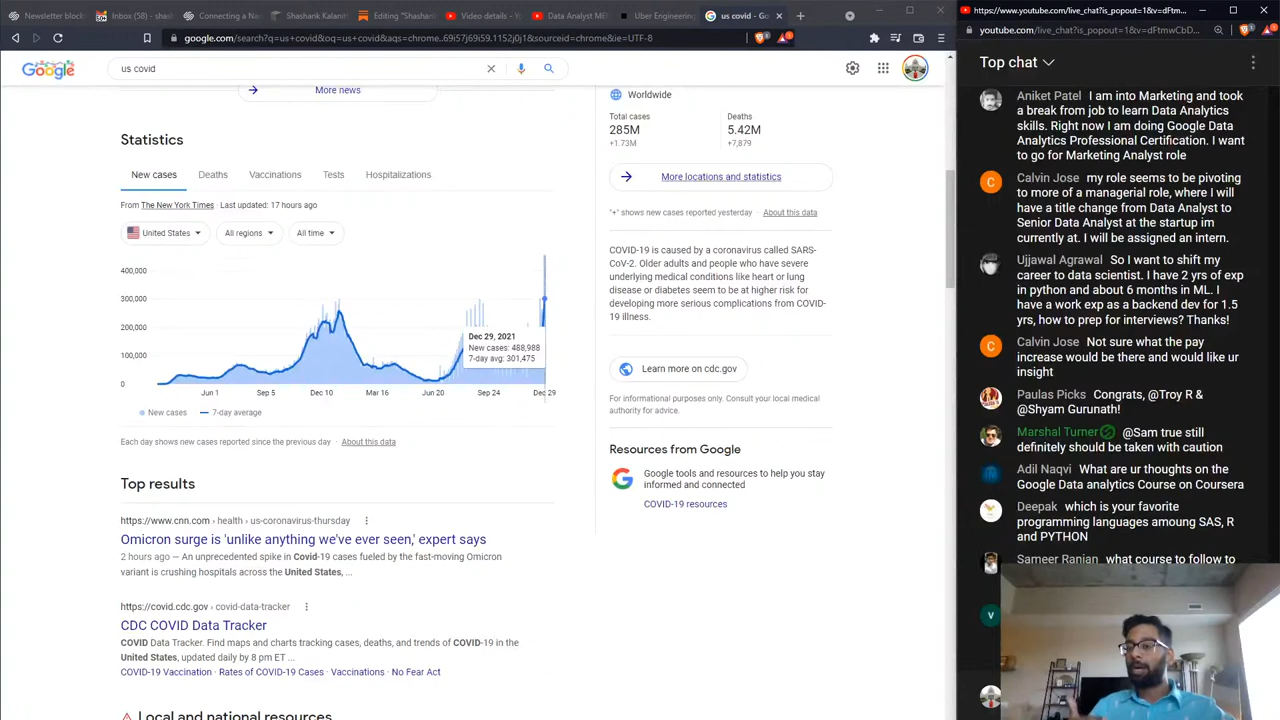 Newsletter blocks
Inbox (58) - sh
Connecting a Na
Shashank Kalanit
Editing "Shashank
Video details - Yo
Data Analyst ME
Uber Engineering
us covid - Go
google.com/search?q=us+covid&oq=us+covid&aqs=chrome..69i57j69i59.1152j0j1&sourceid=chrome&ie=UTF-8
Google
us covid
More news
Statistics
New cases
Deaths
Vaccinations
Tests
Hospitalizations
From The New York Times · Last updated: 17 hours ago
United States
All regions
All time
400,000
300,000
200,000
100,000
0
Dec 29, 2021
New cases: 488,988
7-day avg: 301,475
Jun 1
Sep 5
Dec 10
Mar 16
Jun 20
Sep 24
Dec 29
New cases
7-day average
Each day shows new cases reported since the previous day · About this data
Top results
https://www.cnn.com › health › us-coronavirus-thursday
Omicron surge is 'unlike anything we've ever seen,' expert says
2 hours ago — An unprecedented spike in Covid-19 cases fueled by the fast-moving Omicron
variant is crushing hospitals across the United States, ...
https://covid.cdc.gov › covid-data-tracker
CDC COVID Data Tracker
COVID Data Tracker. Find maps and charts tracking cases, deaths, and trends of COVID-19 in the
United States, updated daily by 8 pm ET ...
COVID-19 Vaccination · Rates of COVID-19 Cases · Vaccinations · No Fear Act
Local and national resources
Worldwide
Total cases
285M
+1.73M
Deaths
5.42M
+7,879
More locations and statistics
"+" shows new cases reported yesterday · About this data
COVID-19 is caused by a coronavirus called SARS-
CoV-2. Older adults and people who have severe
underlying medical conditions like heart or lung
disease or diabetes seem to be at higher risk for
developing more serious complications from COVID-
19 illness.
Learn more on cdc.gov
For informational purposes only. Consult your local medical
authority for advice.
Resources from Google
Google tools and resources to help you stay
informed and connected
COVID-19 resources
https://www.youtube.com/live_chat?is_popout=1&v=dFtm...
youtube.com/live_chat?is_popout=1&v=dFtmwCbD...
Top chat
Aniket Patel I am into Marketing and took
a break from job to learn Data Analytics
skills. Right now I am doing Google Data
Analytics Professional Certification. I want
to go for Marketing Analyst role
C
Calvin Jose my role seems to be pivoting
to more of a managerial role, where I will
have a title change from Data Analyst to
Senior Data Analyst at the startup im
currently at. I will be assigned an intern.
Ujjawal Agrawal So I want to shift my
career to data scientist. I have 2 yrs of exp
in python and about 6 months in ML. I
have a work exp as a backend dev for 1.5
yrs, how to prep for interviews? Thanks!
C
Calvin Jose Not sure what the pay
increase would be there and would like ur
insight
Paulas Picks Congrats, @Troy R &
@Shyam Gurunath!
Marshal Turner @Sam true still
definitely should be taken with caution
Adil Naqvi What are ur thoughts on the
Google Data analytics Course on Coursera
Deepak which is your favorite
programming languages amoung SAS, R
and PYTHON
Sameer Ranjan what course to follow to
V